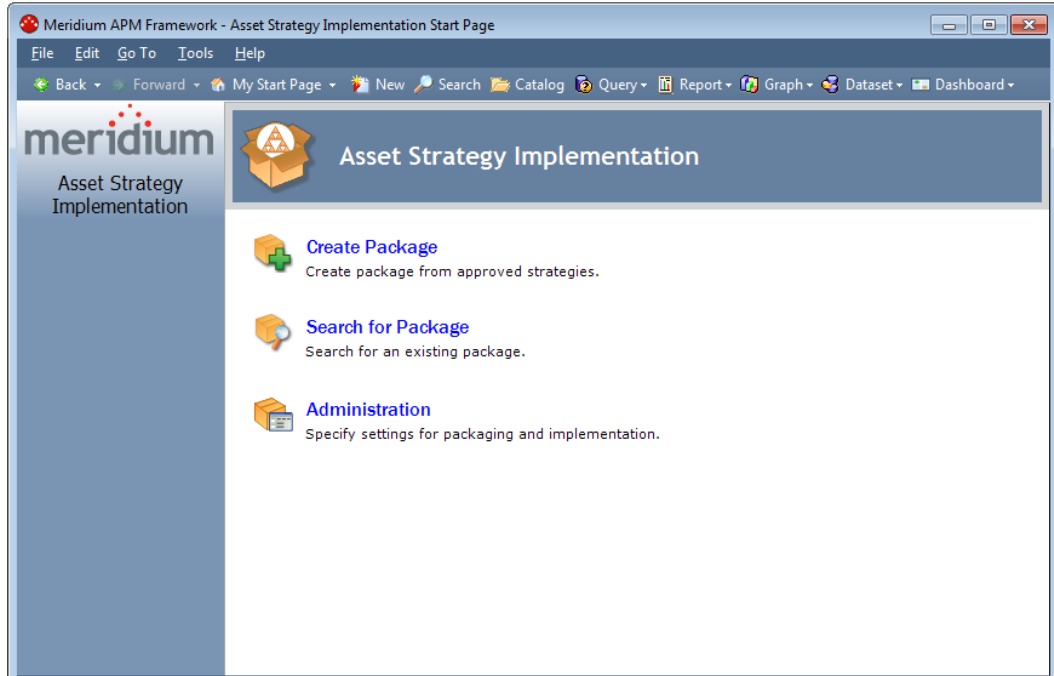 Meridium APM Framework - Asset Strategy Implementation Start Page
File Edit Go To Tools Help
Back Forward My Start Page New Search Catalog Query Report Graph Dataset Dashboard
meridium
Asset Strategy
Implementation
Asset Strategy Implementation
Create Package
Create package from approved strategies.
Search for Package
Search for an existing package.
Administration
Specify settings for packaging and implementation.